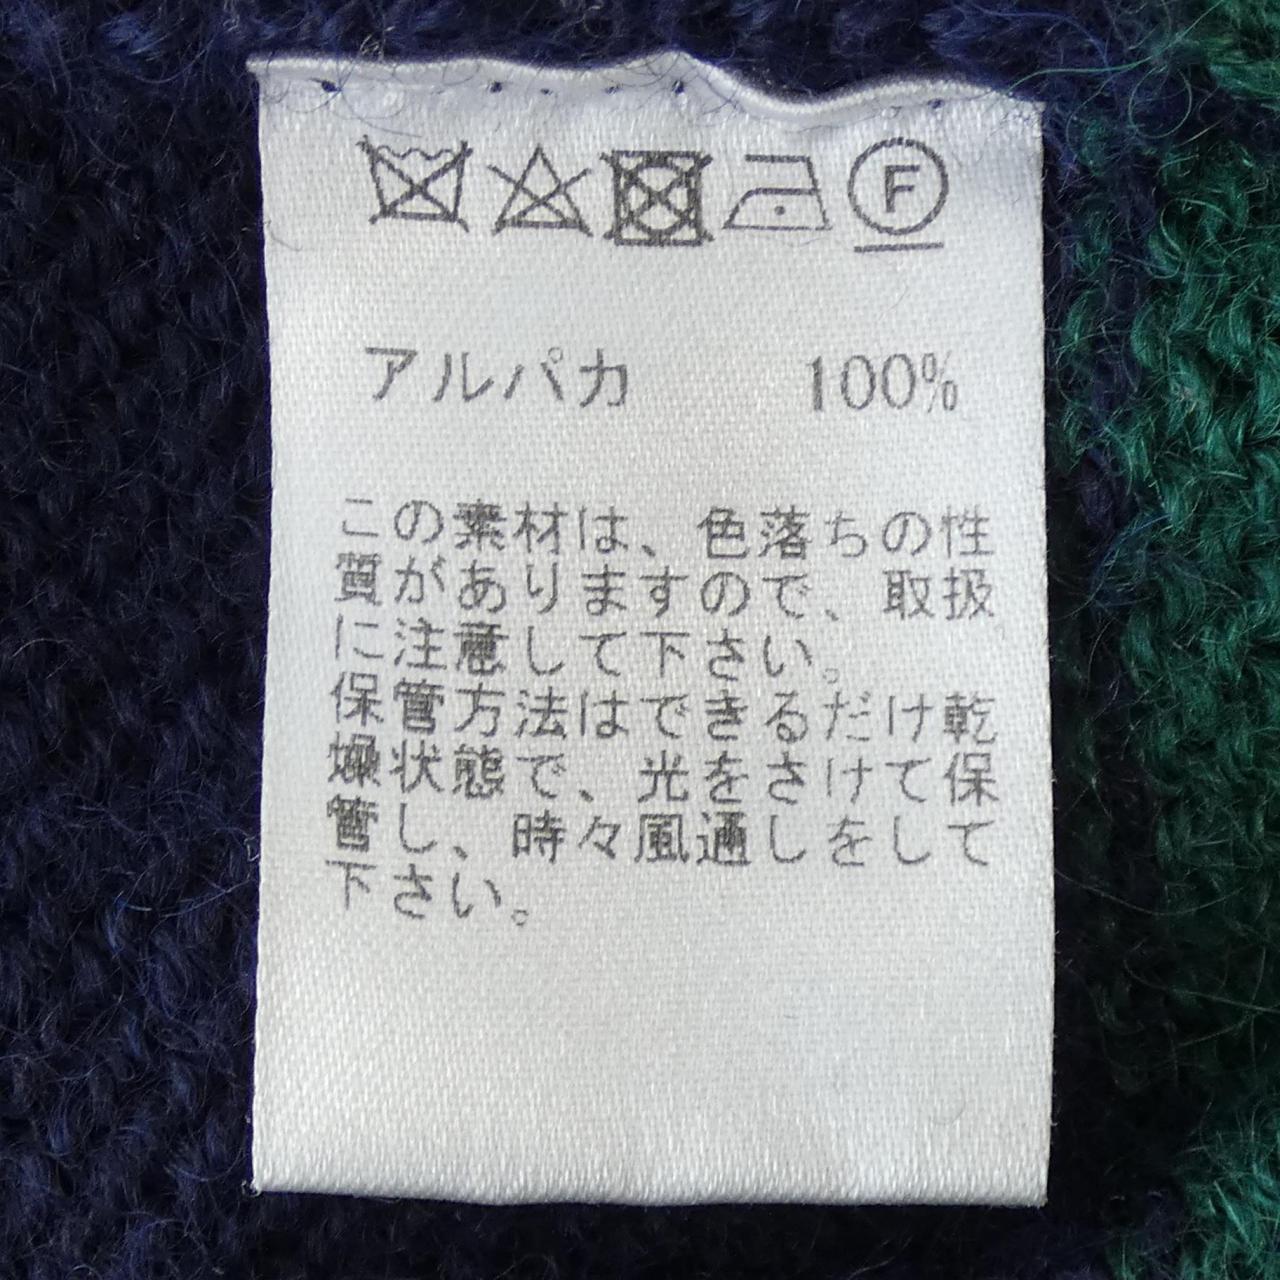 F
アルパカ 100%
この素材は、色落ちの性
質がありますので、取扱
に注意して下さい。
保管方法はできるだけ乾
燥状態で、光をさけて保
管し、時々風通しをして
下さい。